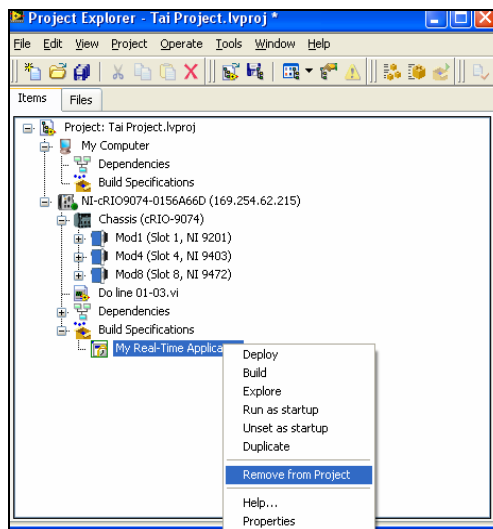 Project Explorer - Tai Project.lvproj *
File Edit View Project Operate Tools Window Help
Items Files
Project: Tai Project.lvproj
My Computer
Dependencies
Build Specifications
NI-cRIO9074-0156A66D (169.254.62.215)
Chassis (cRIO-9074)
Mod1 (Slot 1, NI 9201)
Mod4 (Slot 4, NI 9403)
Mod8 (Slot 8, NI 9472)
Do line 01-03.vi
Dependencies
Build Specifications
My Real-Time Applica
Deploy
Build
Explore
Run as startup
Unset as startup
Duplicate
Remove from Project
Help...
Properties